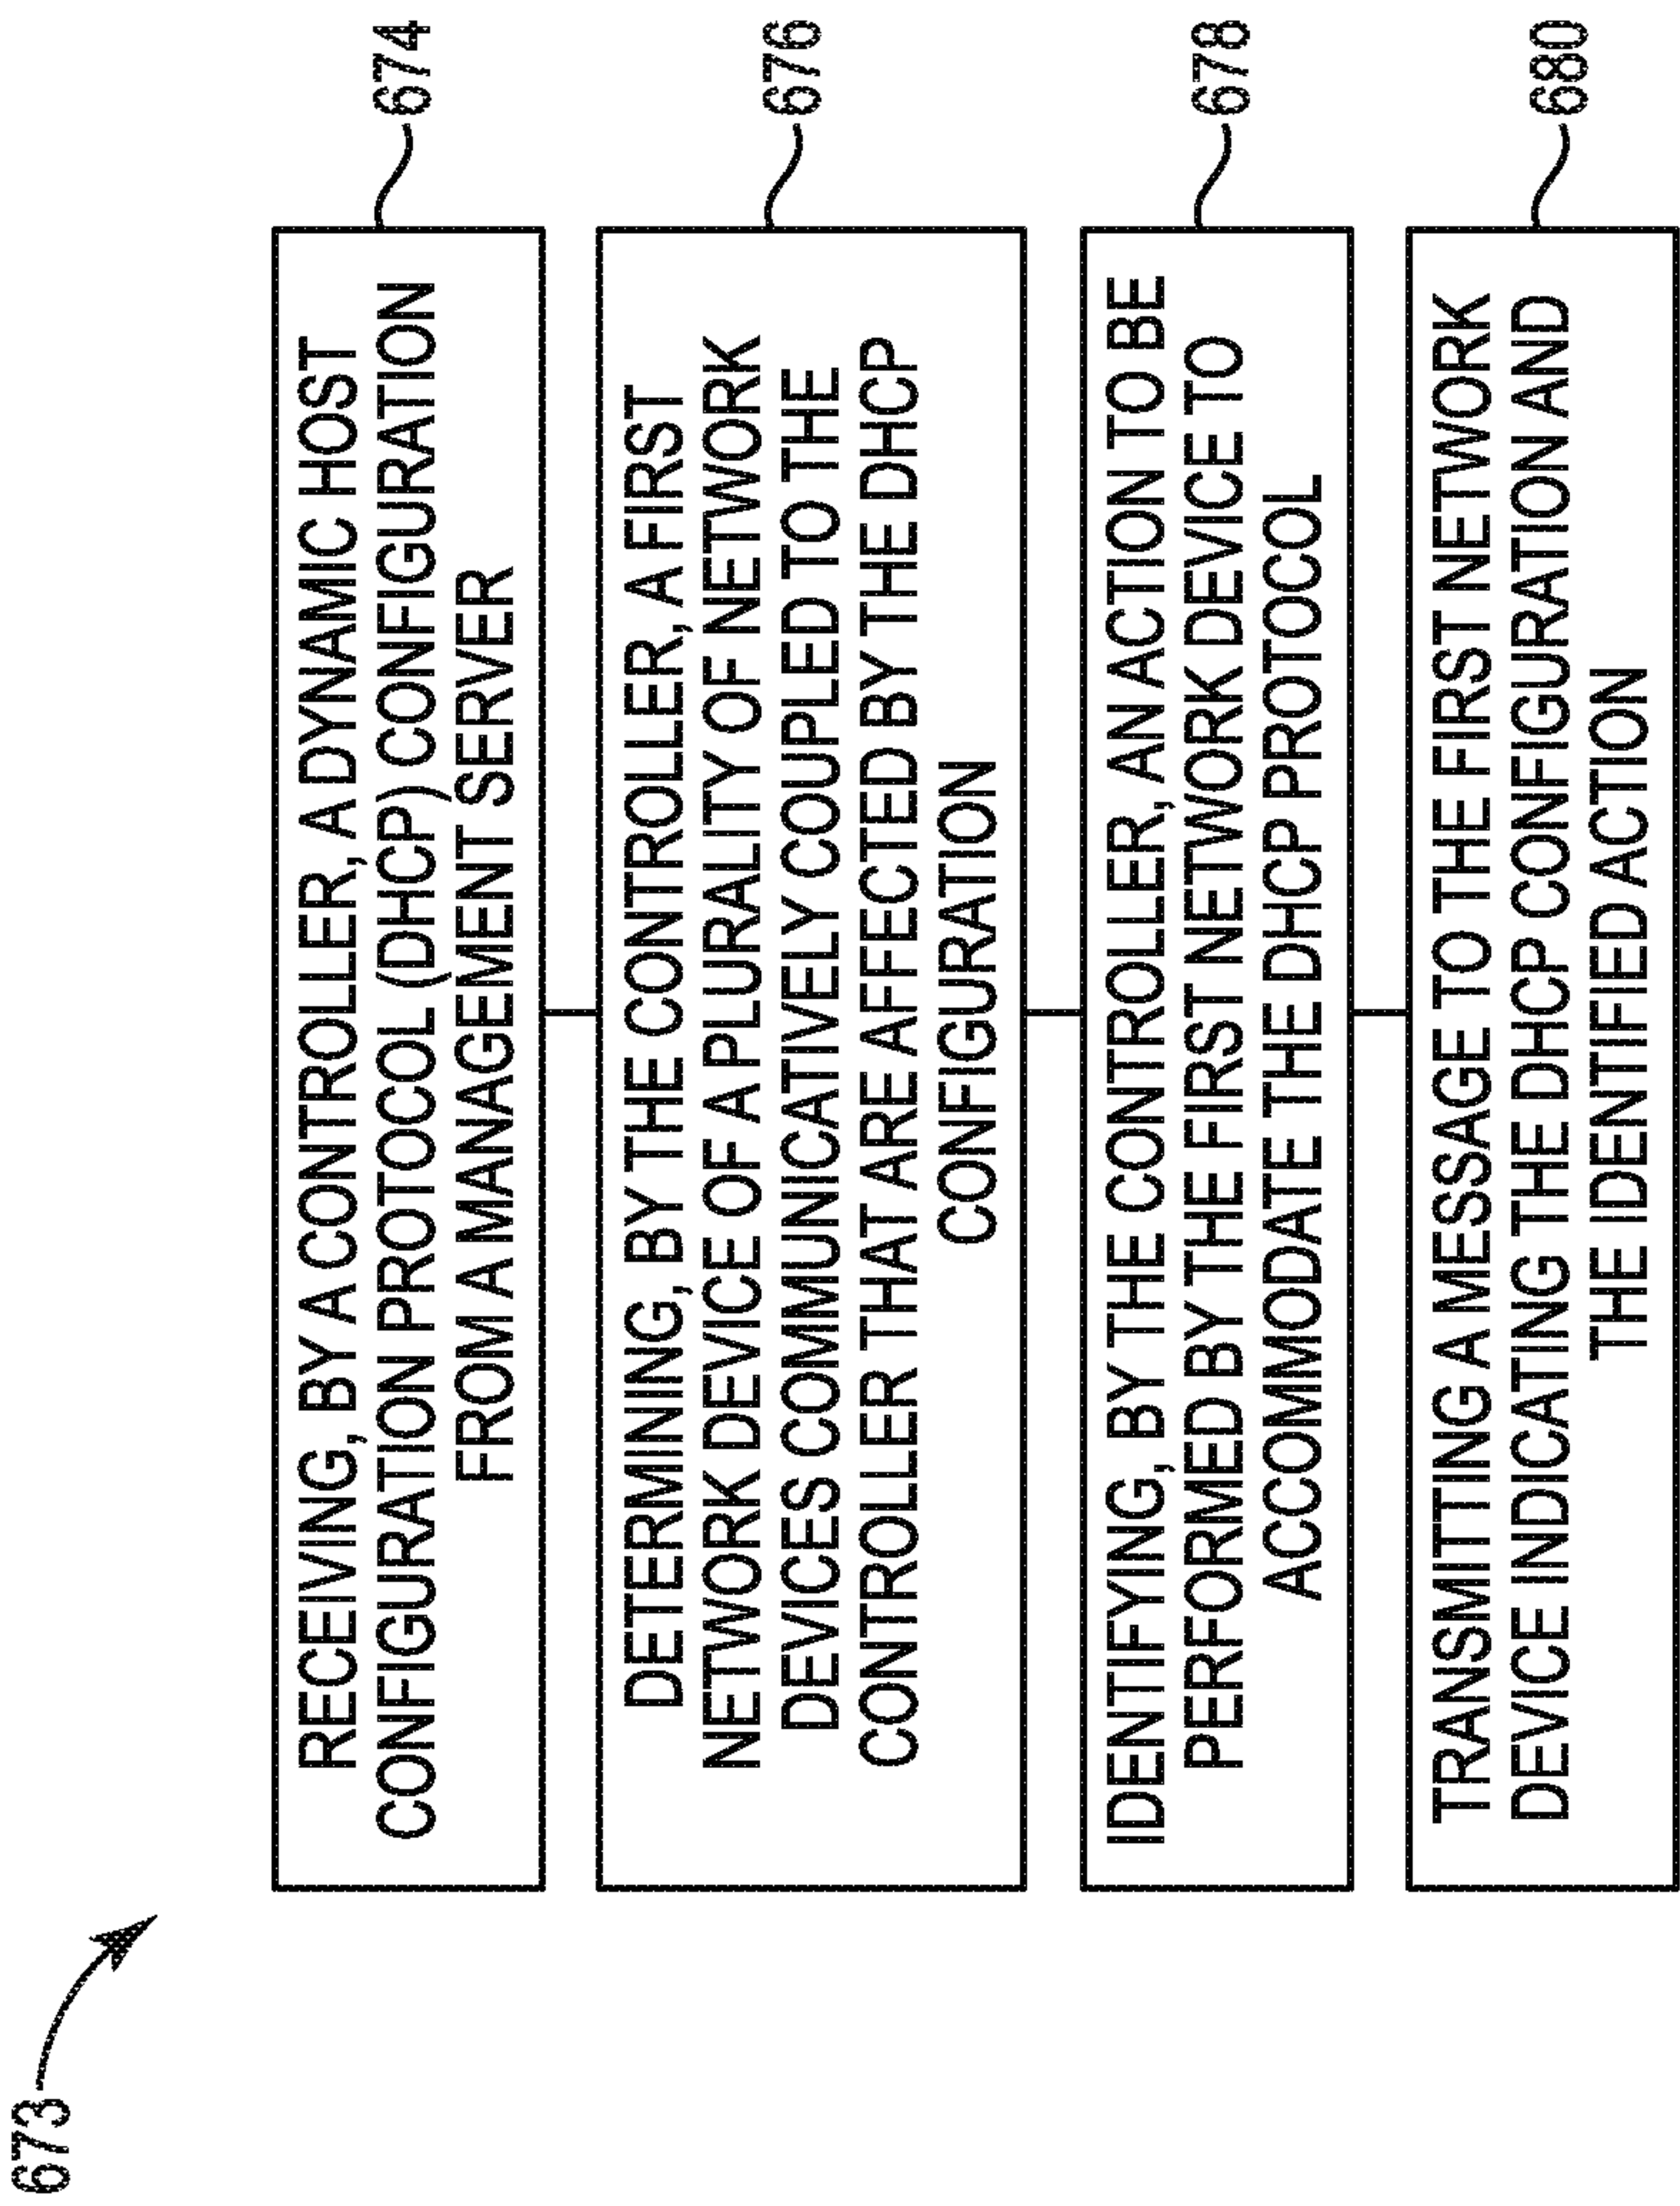 673
RECEIVING, BY A CONTROLLER, A DYNAMIC HOST
CONFIGURATION PROTOCOL (DHCP) CONFIGURATION
FROM A MANAGEMENT SERVER
674
DETERMINING, BY THE CONTROLLER, A FIRST
NETWORK DEVICE OF A PLURALITY OF NETWORK
DEVICES COMMUNICATIVELY COUPLED TO THE
CONTROLLER THAT ARE AFFECTED BY THE DHCP
CONFIGURATION
676
IDENTIFYING, BY THE CONTROLLER, AN ACTION TO BE
PERFORMED BY THE FIRST NETWORK DEVICE TO
ACCOMMODATE THE DHCP PROTOCOL
678
TRANSMITTING A MESSAGE TO THE FIRST NETWORK
DEVICE INDICATING THE DHCP CONFIGURATION AND
THE IDENTIFIED ACTION
680